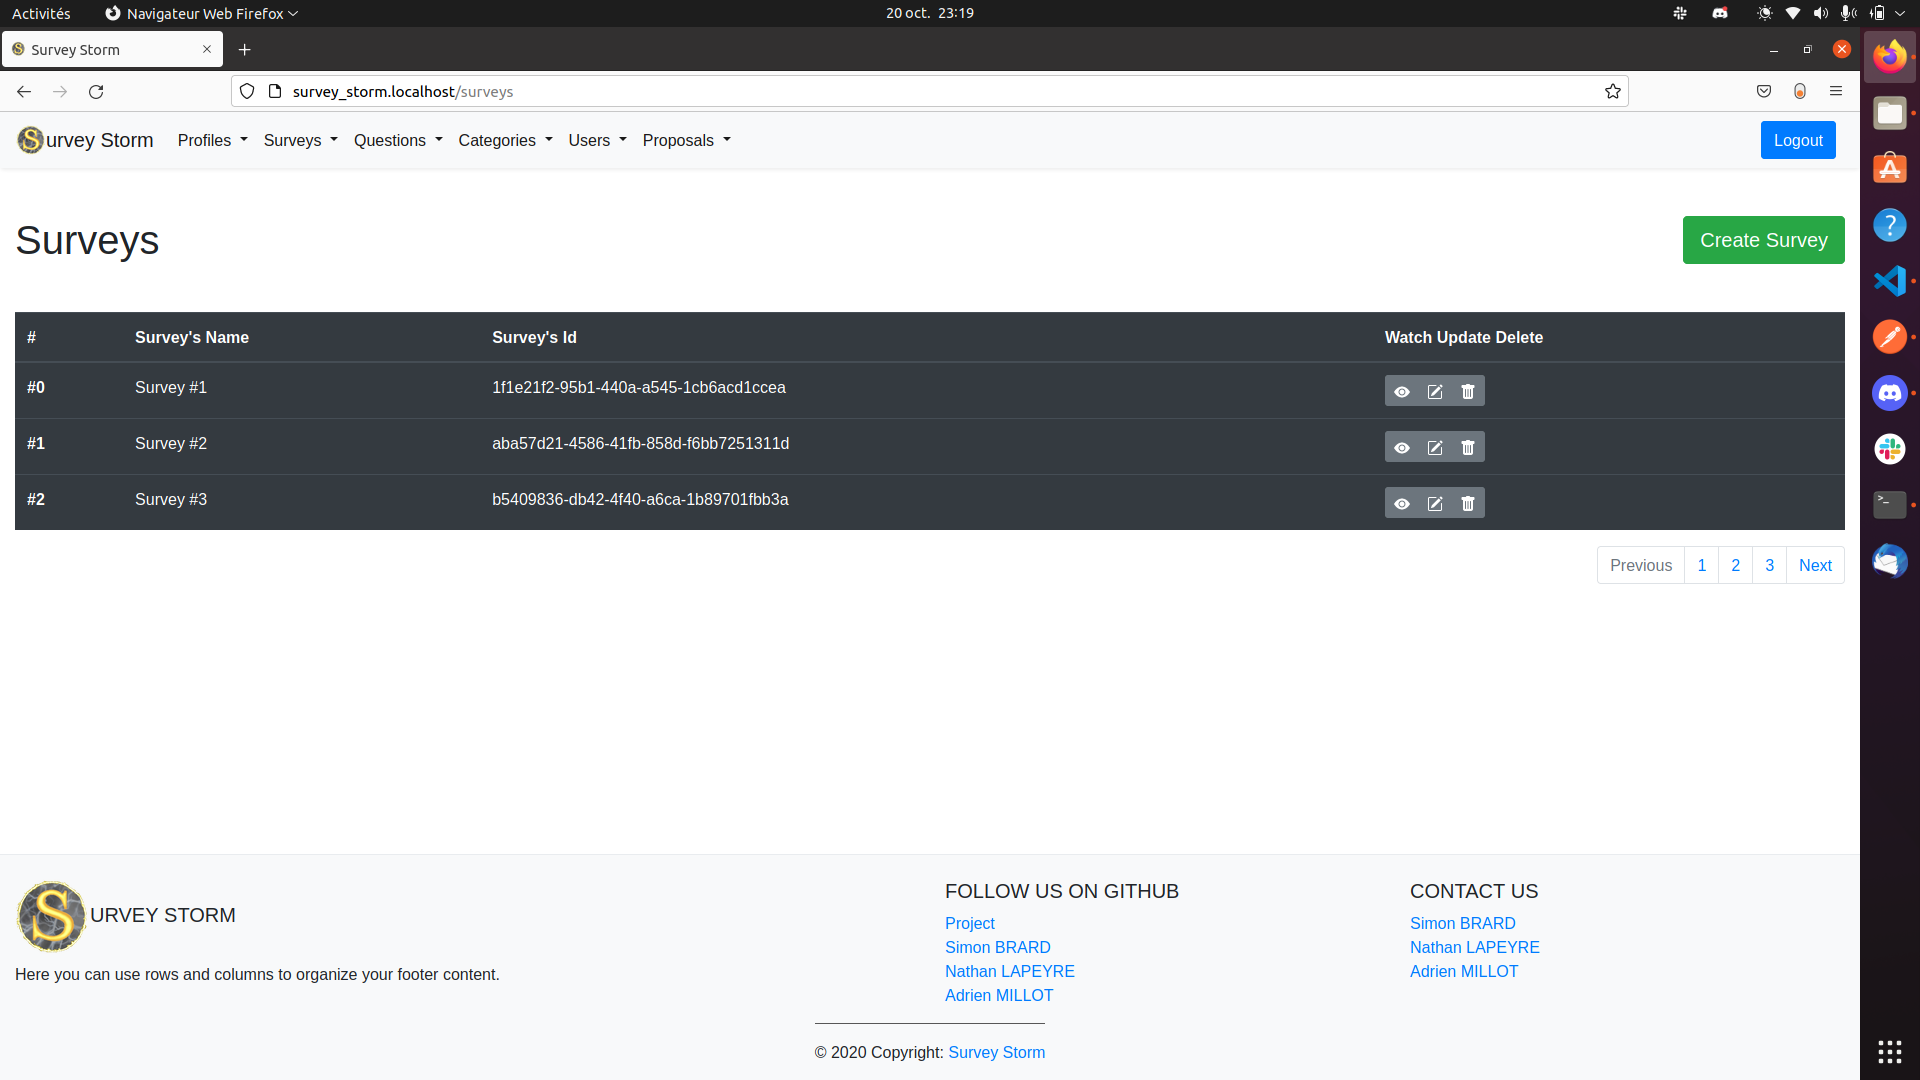 Activités Navigateur Web Firefox 20 oct. 23:19
Survey Storm
survey_storm.localhost/surveys
Survey Storm Profiles Surveys Questions Categories Users Proposals Logout
Surveys Create Survey
# Survey's Name Survey's Id Watch Update Delete
#0 Survey #1 1f1e21f2-95b1-440a-a545-1cb6acd1ccea
#1 Survey #2 aba57d21-4586-41fb-858d-f6bb7251311d
#2 Survey #3 b5409836-db42-4f40-a6ca-1b89701fbb3a
Previous 1 2 3 Next
SURVEY STORM
Here you can use rows and columns to organize your footer content.
FOLLOW US ON GITHUB
Project
Simon BRARD
Nathan LAPEYRE
Adrien MILLOT
CONTACT US
Simon BRARD
Nathan LAPEYRE
Adrien MILLOT
© 2020 Copyright: Survey Storm